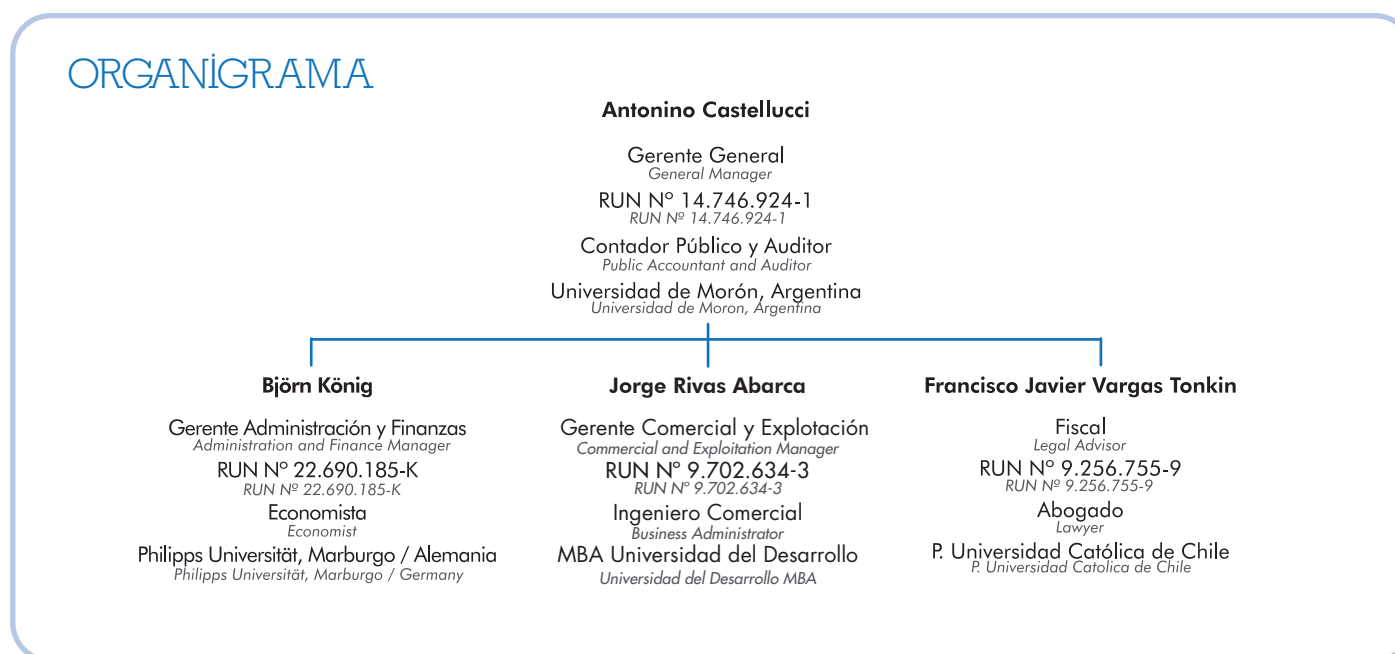 ORGANİGRAMA
Antonino Castellucci
Gerente General
General Manager
RUN Nº 14.746.924-1
RUN Nº 14.746.924-1
Contador Público y Auditor
Public Accountant and Auditor
Universidad de Morón, Argentina
Universidad de Moron, Argentina
Björn König
Gerente Administración y Finanzas
Administration and Finance Manager
RUN Nº 22.690.185-K
RUN Nº 22.690.185-K
Economista
Economist
Philipps Universität, Marburgo / Alemania
Philipps Universität, Marburgo / Germany
Jorge Rivas Abarca
Gerente Comercial y Explotación
Commercial and Exploitation Manager
RUN Nº 9.702.634-3
RUN N° 9.702.634-3
Ingeniero Comercial
Business Administrator
MBA Universidad del Desarrollo
Universidad del Desarrollo MBA
Francisco Javier Vargas Tonkin
Fiscal
Legal Advisor
RUN Nº 9.256.755-9
RUN Nº 9.256.755-9
Abogado
Lawyer
P. Universidad Católica de Chile
P. Universidad Catolica de Chile